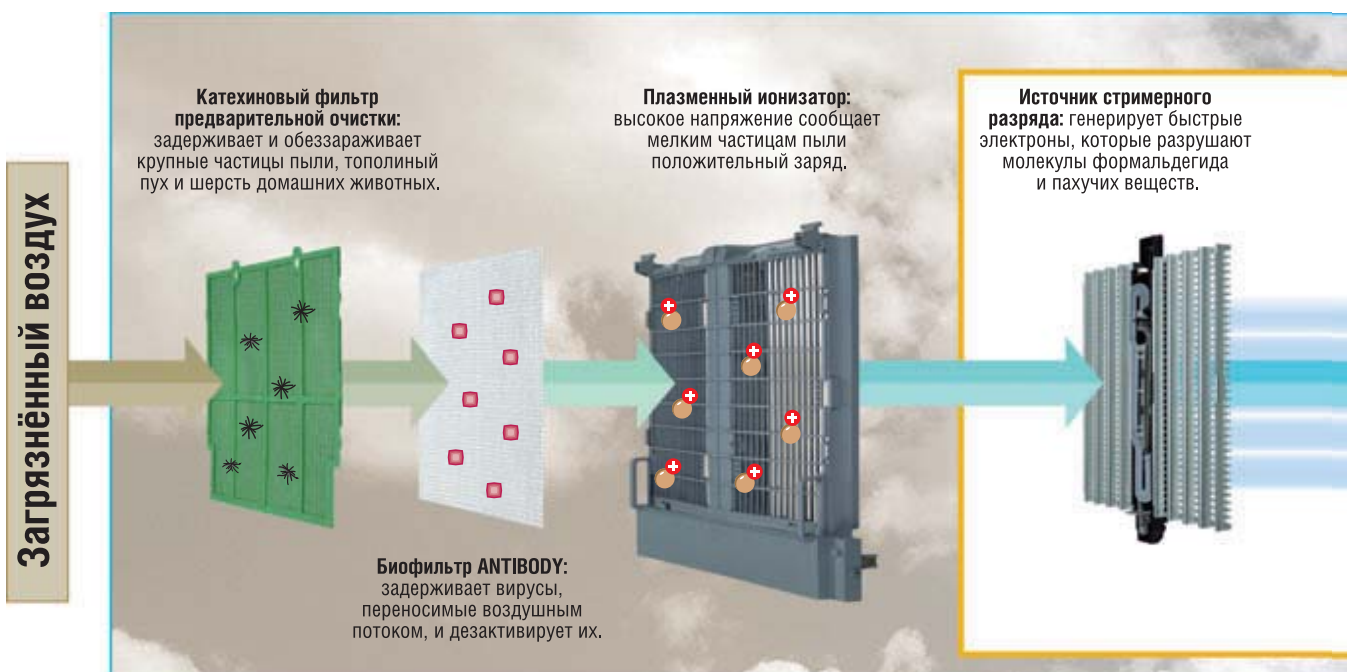 Загрязнённый воздух
Катехиновый фильтр
предварительной очистки:
задерживает и обеззараживает
крупные частицы пыли, тополиный
пух и шерсть домашних животных.
Биофильтр ANTIBODY:
задерживает вирусы,
переносимые воздушным
потоком, и дезактивирует их.
Плазменный ионизатор:
высокое напряжение сообщает
мелким частицам пыли
положительный заряд.
Источник стримерного
разряда: генерирует быстрые
электроны, которые разрушают
молекулы формальдегида
и пахучих веществ.